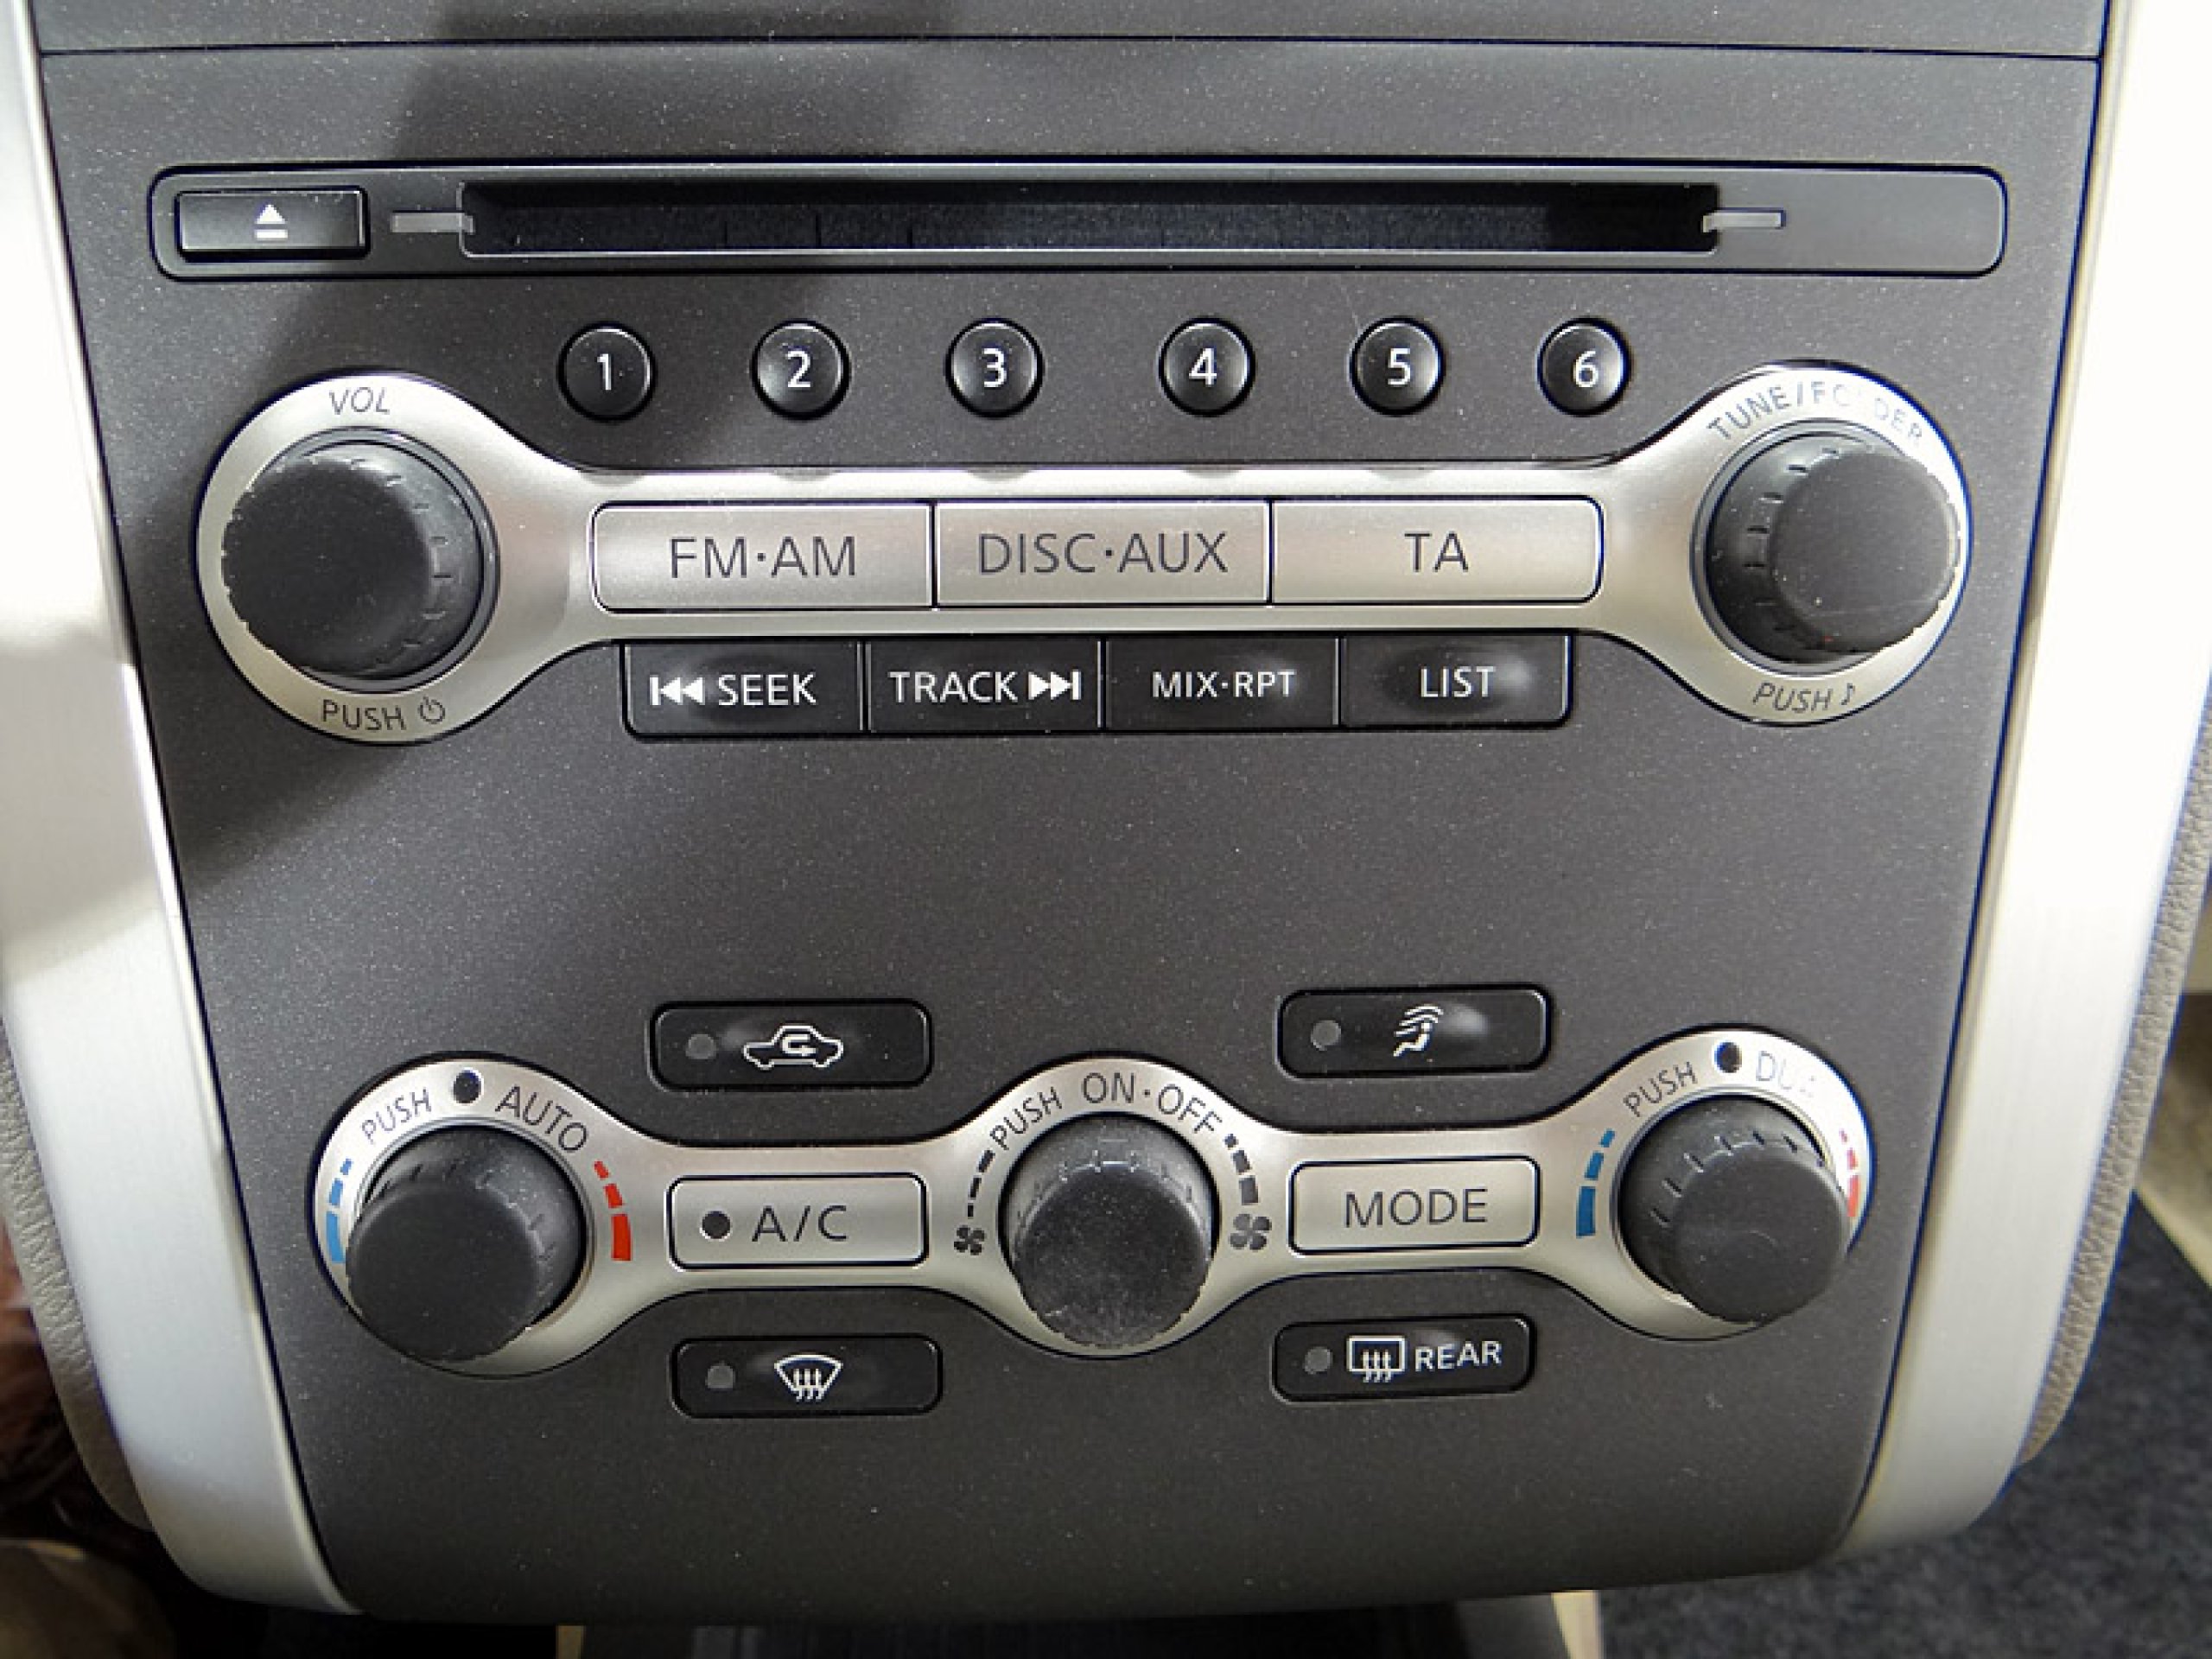 1 2 3 4 5 6
VOL
TUNE/FOLDER
FM·AM DISC·AUX TA
SEEK TRACK MIX·RPT LIST
PUSH
PUSH
PUSH AUTO
PUSH ON·OFF
PUSH DUAL
A/C
MODE
REAR